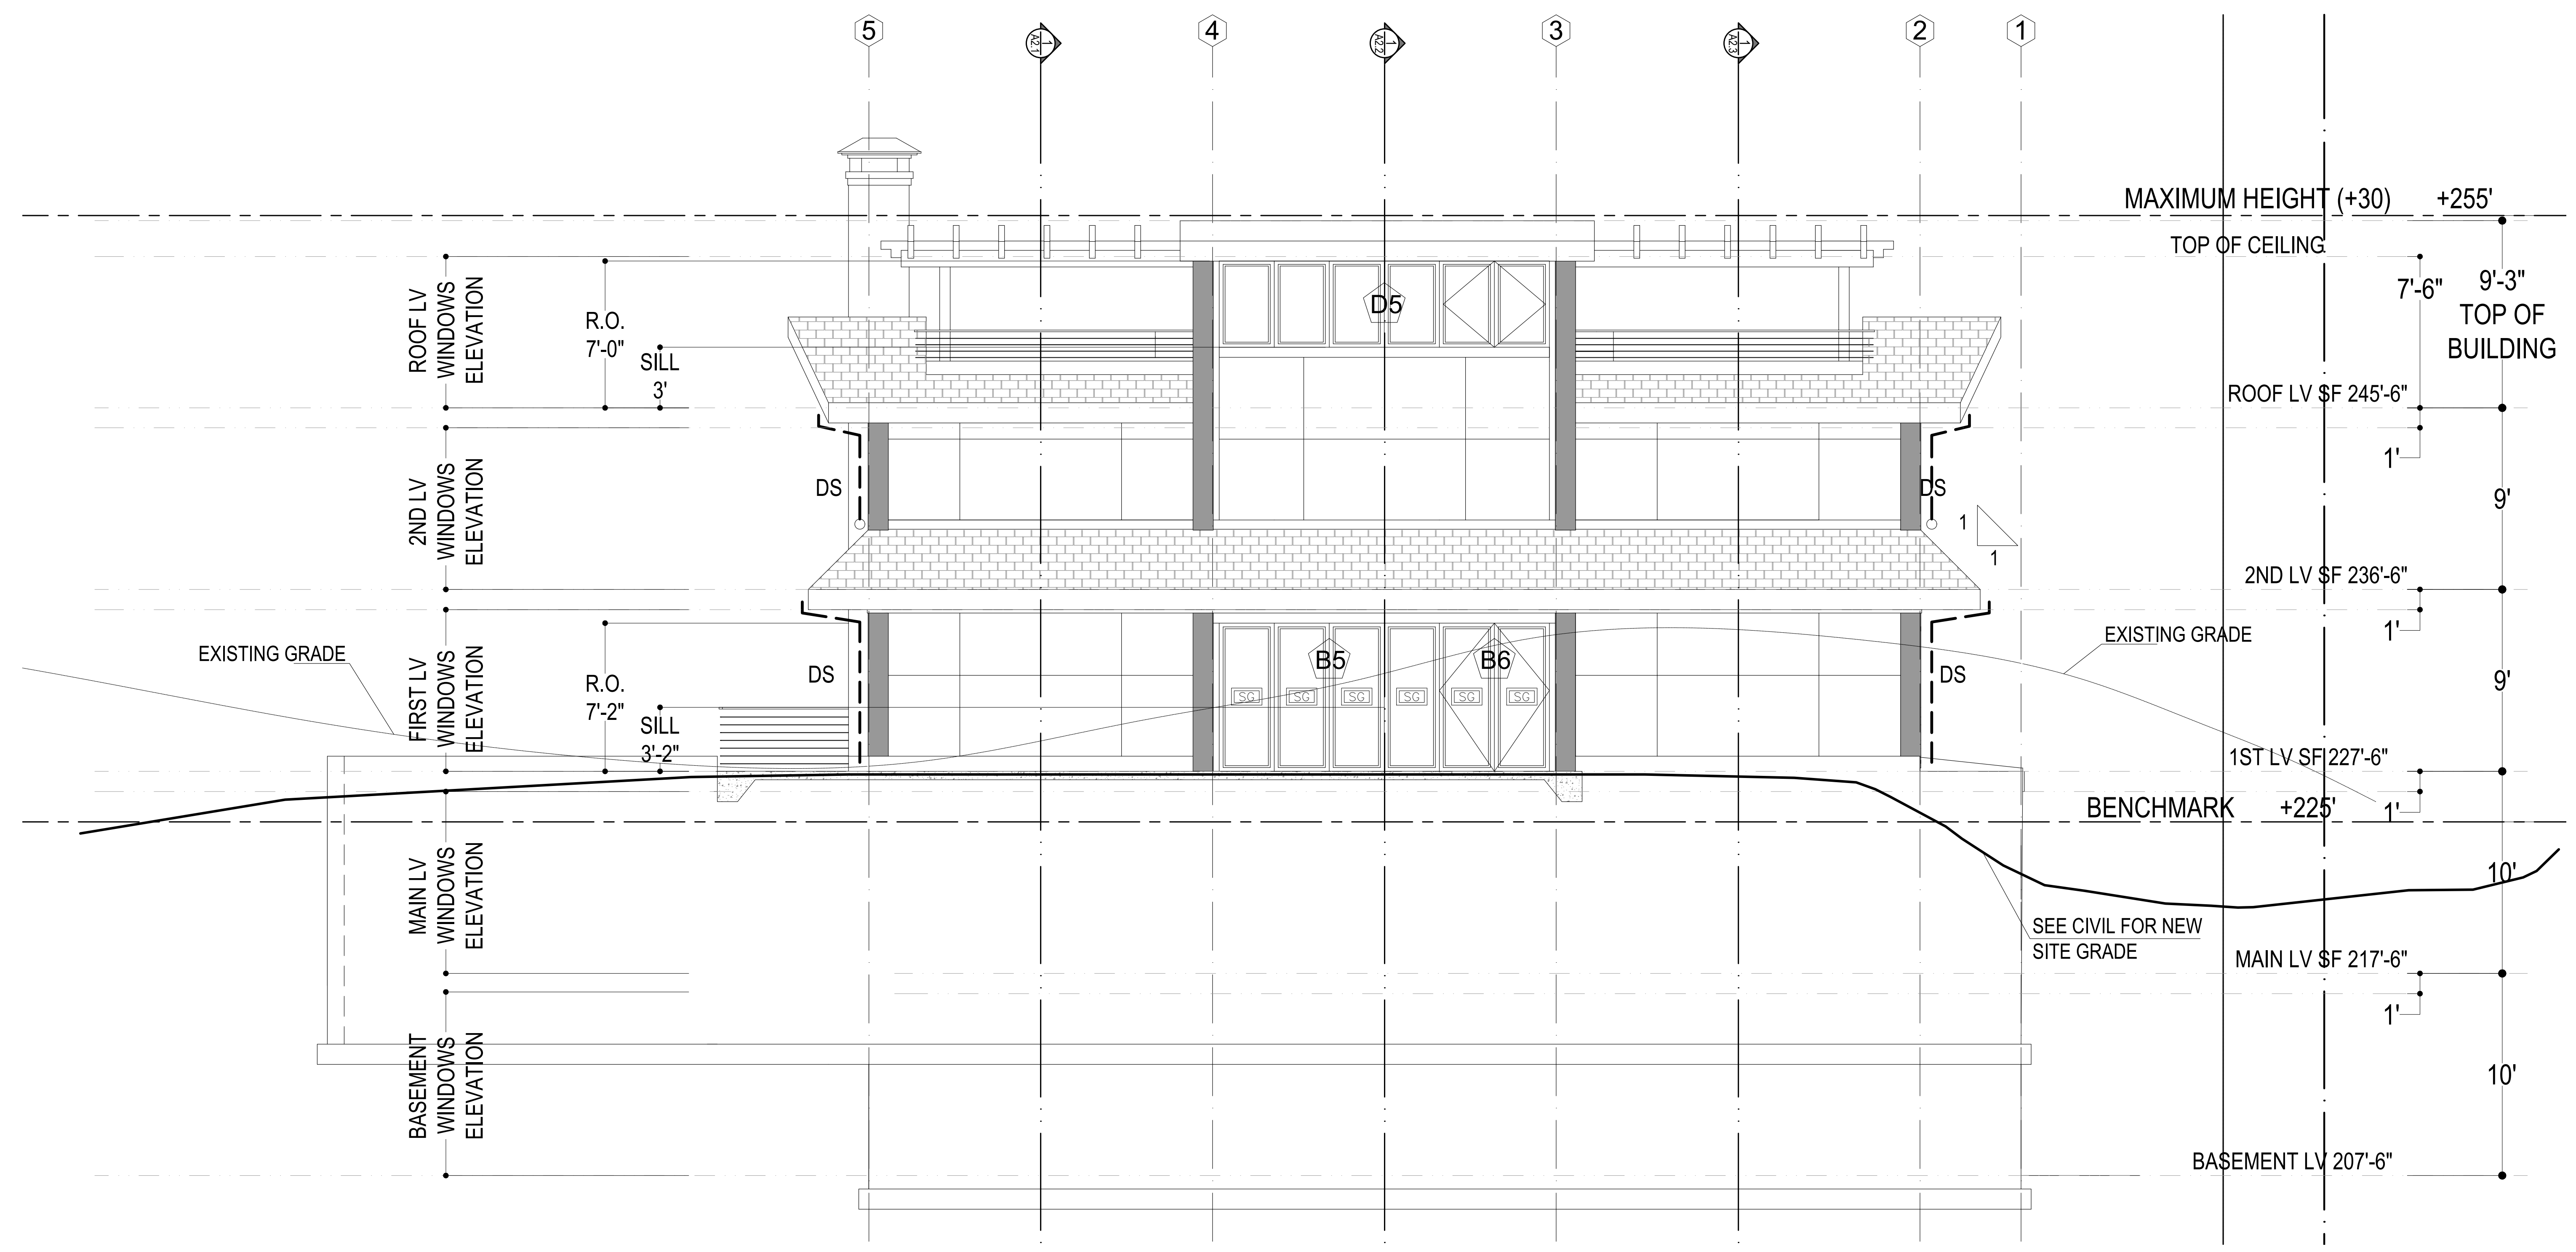 5
4
3
2
1
1
A2.1
1
A2.2
1
A2.3
MAXIMUM HEIGHT (+30) +255'
TOP OF CEILING
7'-6"
9'-3"
TOP OF
BUILDING
ROOF LV
WINDOWS
ELEVATION
R.O.
7'-0"
SILL
3'
D5
ROOF LV SF 245'-6"
1'
2ND LV
WINDOWS
ELEVATION
DS
DS
9'
1
1
2ND LV SF 236'-6"
1'
EXISTING GRADE
EXISTING GRADE
FIRST LV
WINDOWS
ELEVATION
R.O.
7'-2"
SILL
3'-2"
DS
B5
B6
SG
SG
SG
SG
SG
SG
DS
9'
1ST LV SF 227'-6"
BENCHMARK +225'
1'
MAIN LV
WINDOWS
ELEVATION
10'
SEE CIVIL FOR NEW
SITE GRADE
MAIN LV SF 217'-6"
1'
BASEMENT
WINDOWS
ELEVATION
10'
BASEMENT LV 207'-6"